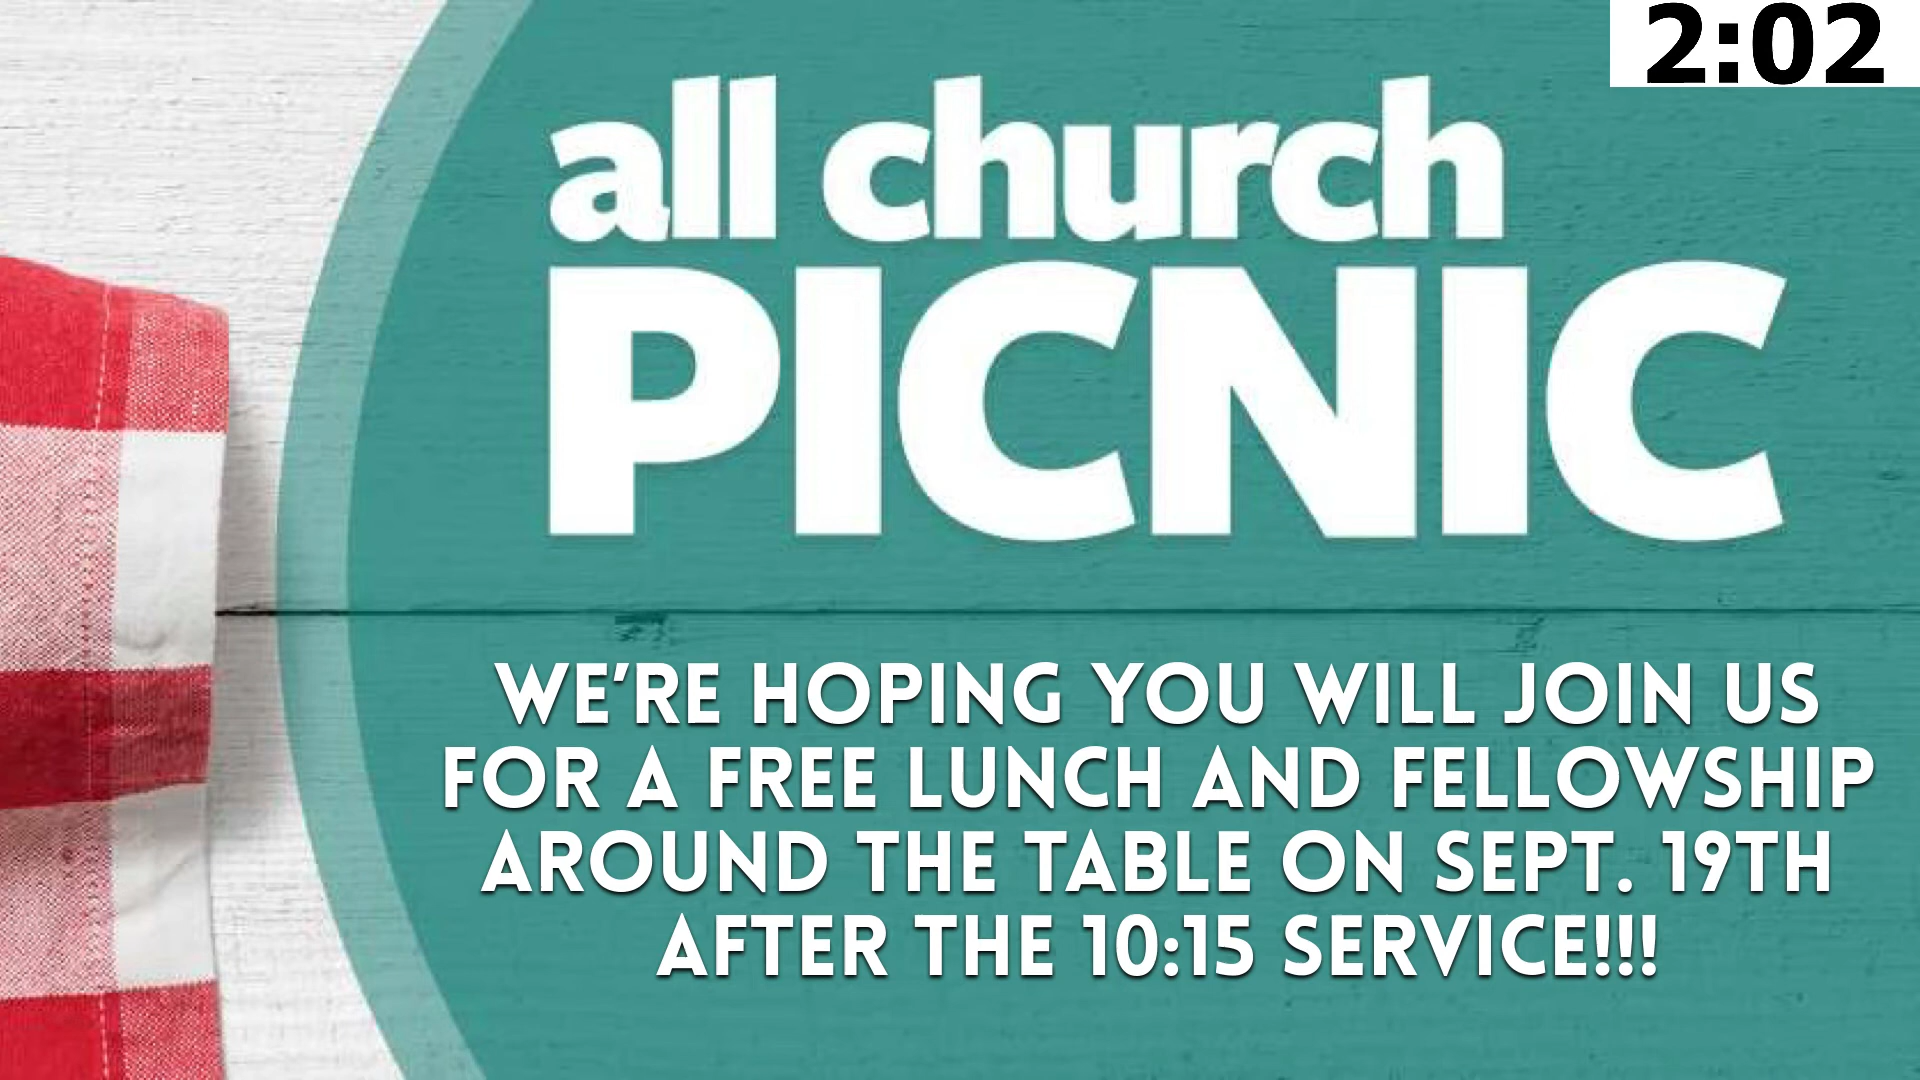 2:02
all church
PICNIC
WE'RE HOPING YOU WILL JOIN US
FOR A FREE LUNCH AND FELLOWSHIP
AROUND THE TABLE ON SEPT. 19TH
AFTER THE 10:15 SERVICE!!!